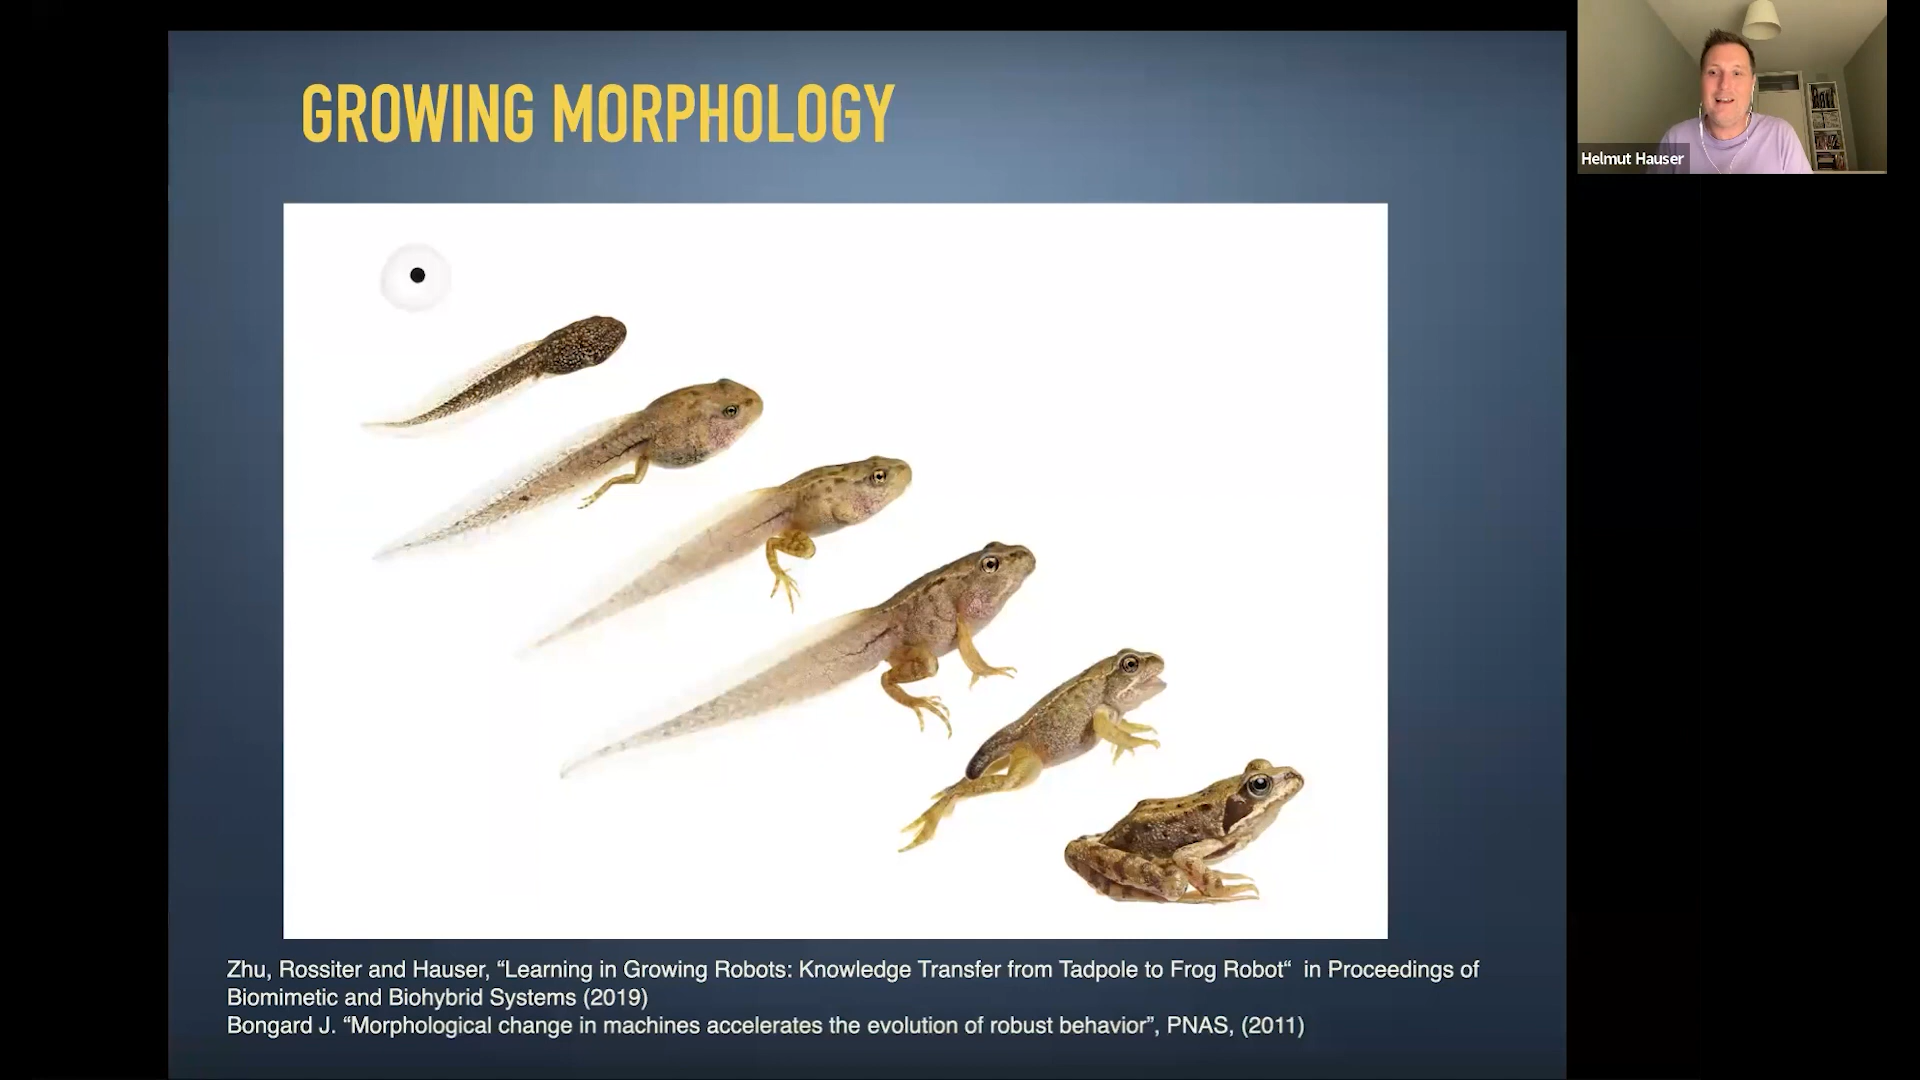 GROWING MORPHOLOGY
Helmut Hauser
Zhu, Rossiter and Hauser, “Learning in Growing Robots: Knowledge Transfer from Tadpole to Frog Robot“ in Proceedings of
Biomimetic and Biohybrid Systems (2019)
Bongard J. “Morphological change in machines accelerates the evolution of robust behavior”, PNAS, (2011)